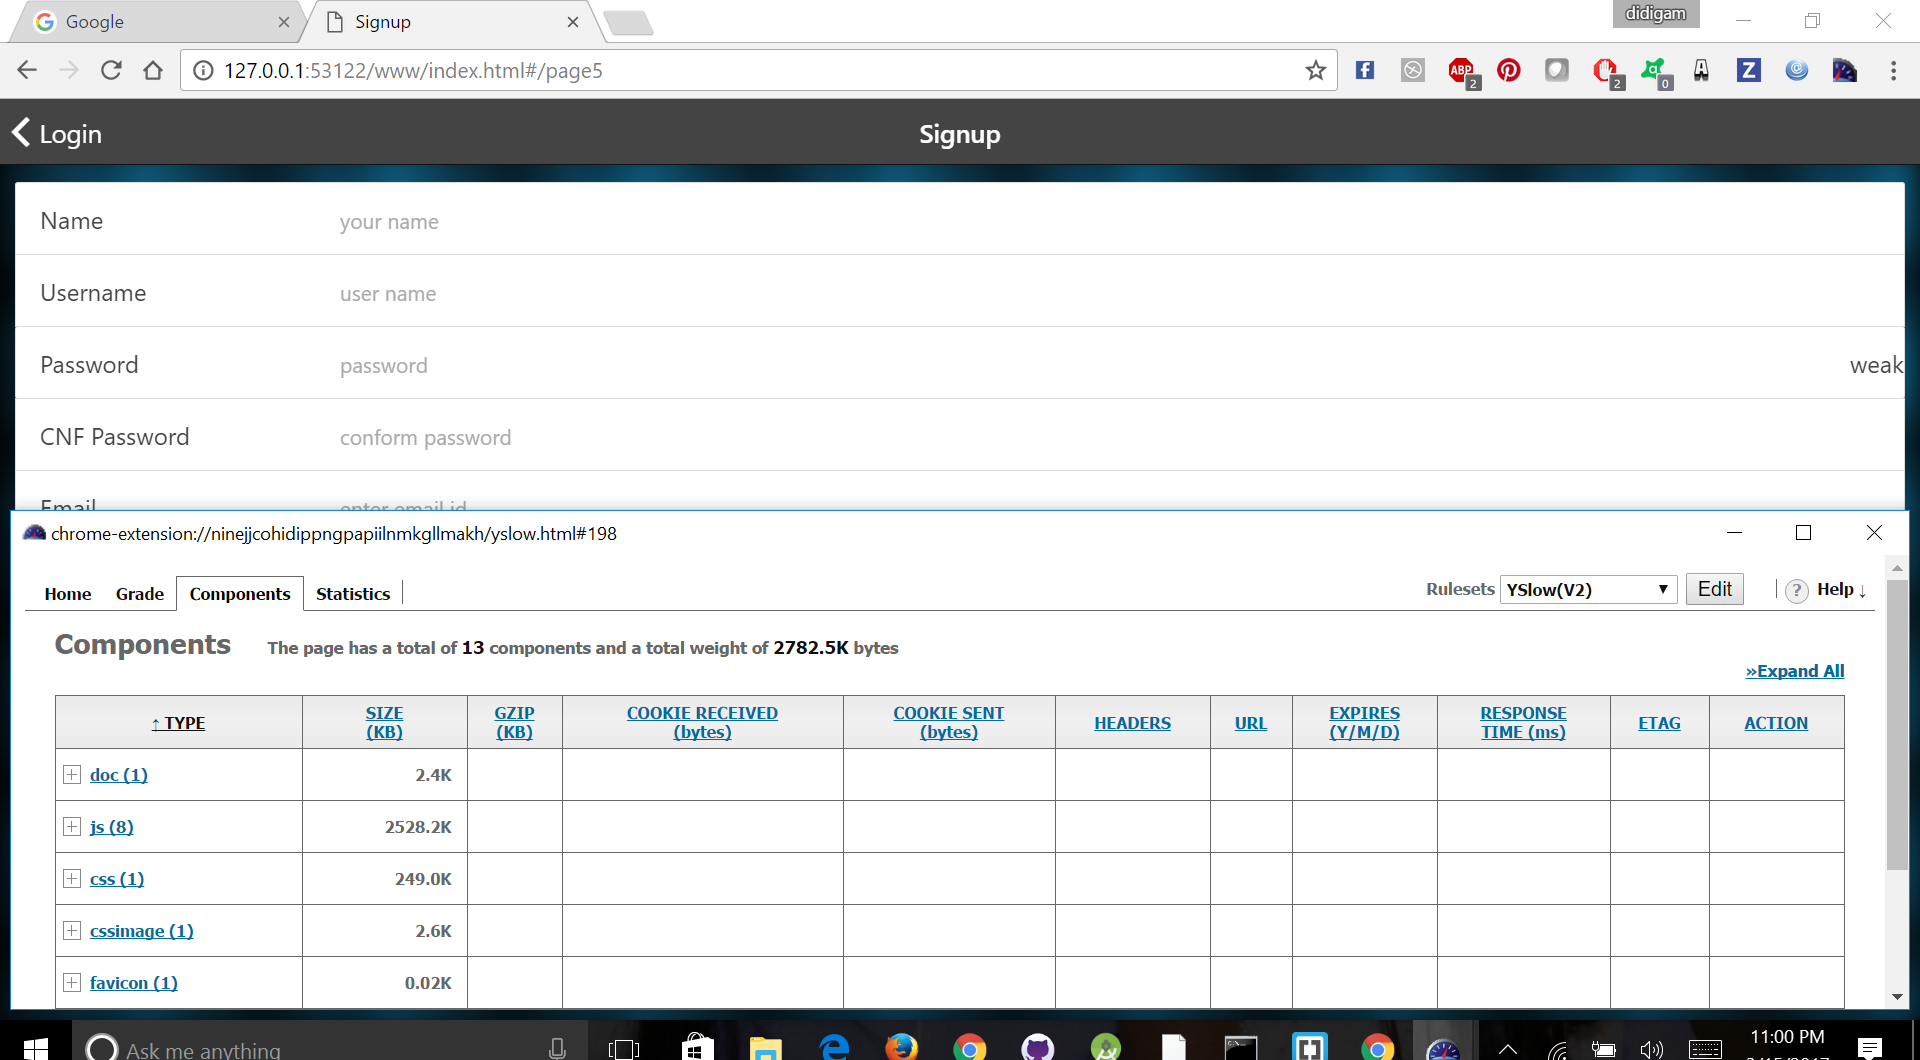 Google
Signup
didigam
127.0.0.1:53122/www/index.html#/page5
ABP
2
2
0
Z
Login
Signup
Name
your name
Username
user name
Password
password
weak
CNF Password
conform password
Email
enter email id
chrome-extension://ninejjcohidippngpapiilnmkgllmakh/yslow.html#198
Home
Grade
Components
Statistics
Rulesets
YSlow(V2)
Edit
?
Help ↓
Components
The page has a total of 13 components and a total weight of 2782.5K bytes
»Expand All
↑ TYPE
SIZE
(KB)
GZIP
(KB)
COOKIE RECEIVED
(bytes)
COOKIE SENT
(bytes)
HEADERS
URL
EXPIRES
(Y/M/D)
RESPONSE
TIME (ms)
ETAG
ACTION
doc (1)
2.4K
js (8)
2528.2K
css (1)
249.0K
cssimage (1)
2.6K
favicon (1)
0.02K
Ask me anything
11:00 PM